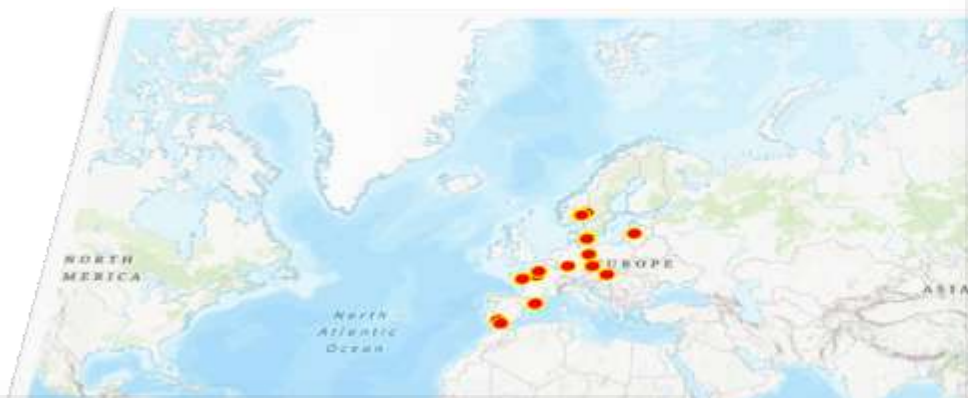 NORTH
MERICA
UROPE
ASIA
North
Atlantic
Ocean